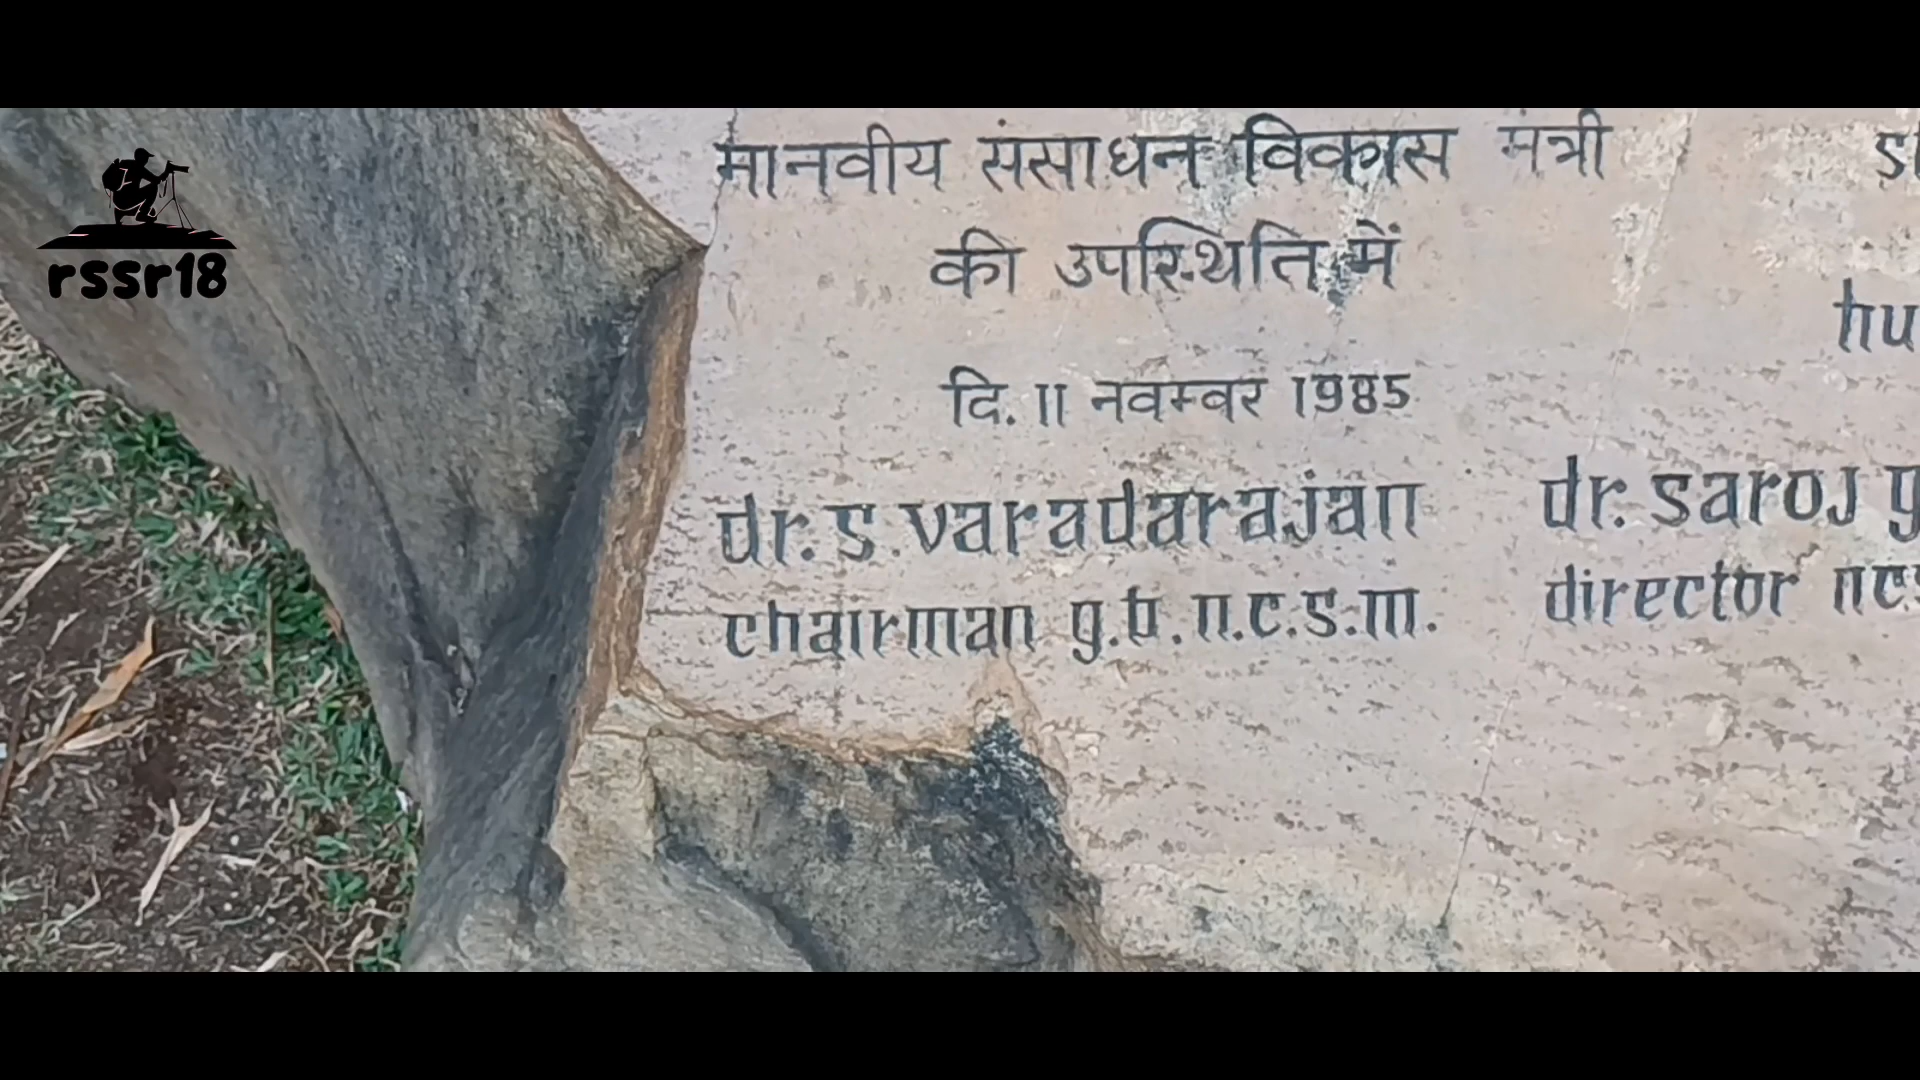 rssr18
मानवीय संसाधन विकास मंत्री
की उपस्थिति में
दि. 11 नवम्बर 1985
dr. s. varadarajan
chairman g.b.n.c.s.m.
dr. saroj
director